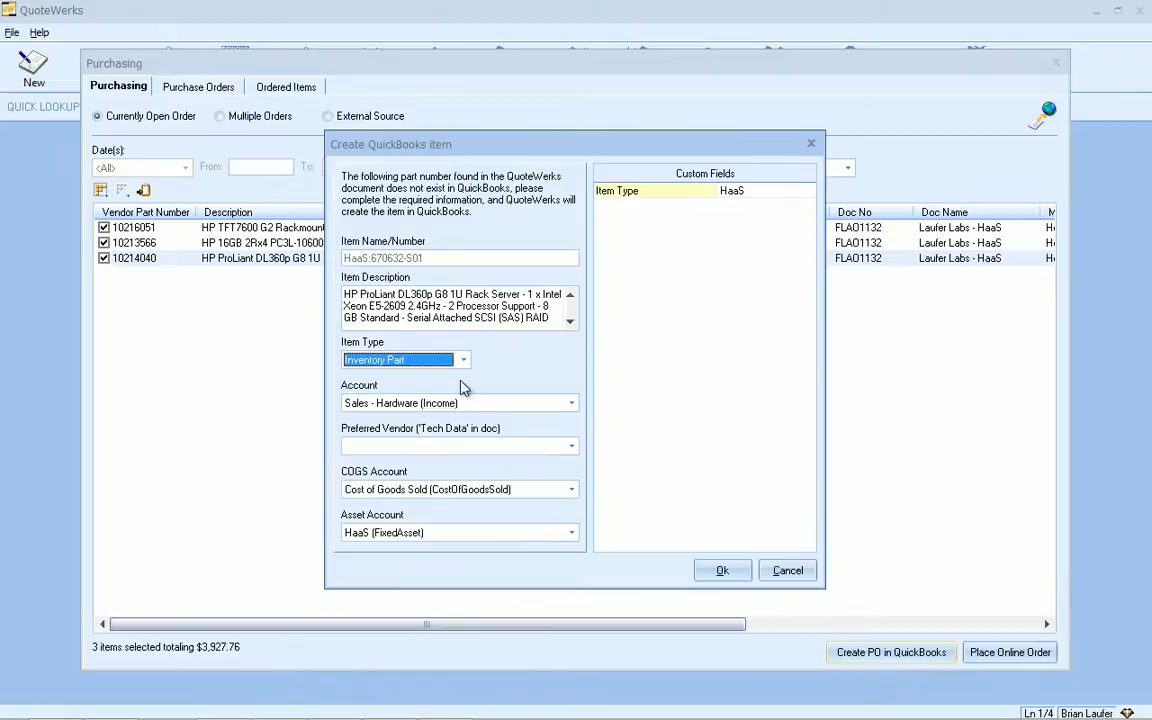 QuoteWerks
File Help
New
QUICK LOOKUP
Purchasing
Purchasing Purchase Orders Ordered Items
Currently Open Order Multiple Orders External Source
Date(s):
<All> From: To:
Vendor Part Number Description Doc No Doc Name
10216051 HP TFT7600 G2 Rackmount FLAO1132 Laufer Labs - HaaS
10213566 HP 16GB 2Rx4 PC3L-10600 FLAO1132 Laufer Labs - HaaS
10214040 HP ProLiant DL360p G8 1U FLAO1132 Laufer Labs - HaaS
Create QuickBooks item
The following part number found in the QuoteWerks
document does not exist in QuickBooks, please
complete the required information, and QuoteWerks will
create the item in QuickBooks.
Item Name/Number
HaaS:670632-S01
Item Description
HP ProLiant DL360p G8 1U Rack Server - 1 x Intel
Xeon E5-2609 2.4GHz - 2 Processor Support - 8
GB Standard - Serial Attached SCSI (SAS) RAID
Item Type
Inventory Part
Account
Sales - Hardware (Income)
Preferred Vendor ('Tech Data' in doc)
COGS Account
Cost of Goods Sold (CostOfGoodsSold)
Asset Account
HaaS (FixedAsset)
Custom Fields
Item Type HaaS
Ok Cancel
3 items selected totaling $3,927.76
Create PO in QuickBooks Place Online Order
Ln 1/4 Brian Laufer